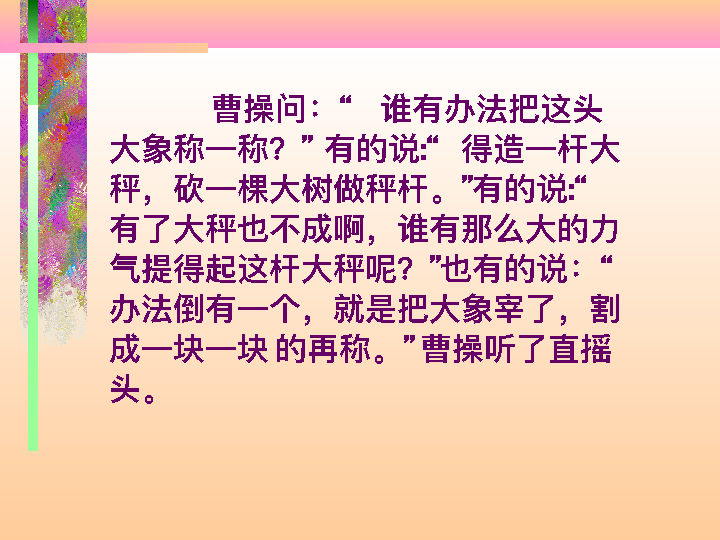 曹操问：“ 谁有办法把这头
大象称一称？” 有的说:“ 得造一杆大
秤，砍一棵大树做秤杆。”有的说:“
有了大秤也不成啊，谁有那么大的力
气提得起这杆大秤呢？”也有的说：“
办法倒有一个，就是把大象宰了，割
成一块一块 的再称。” 曹操听了直摇
头。